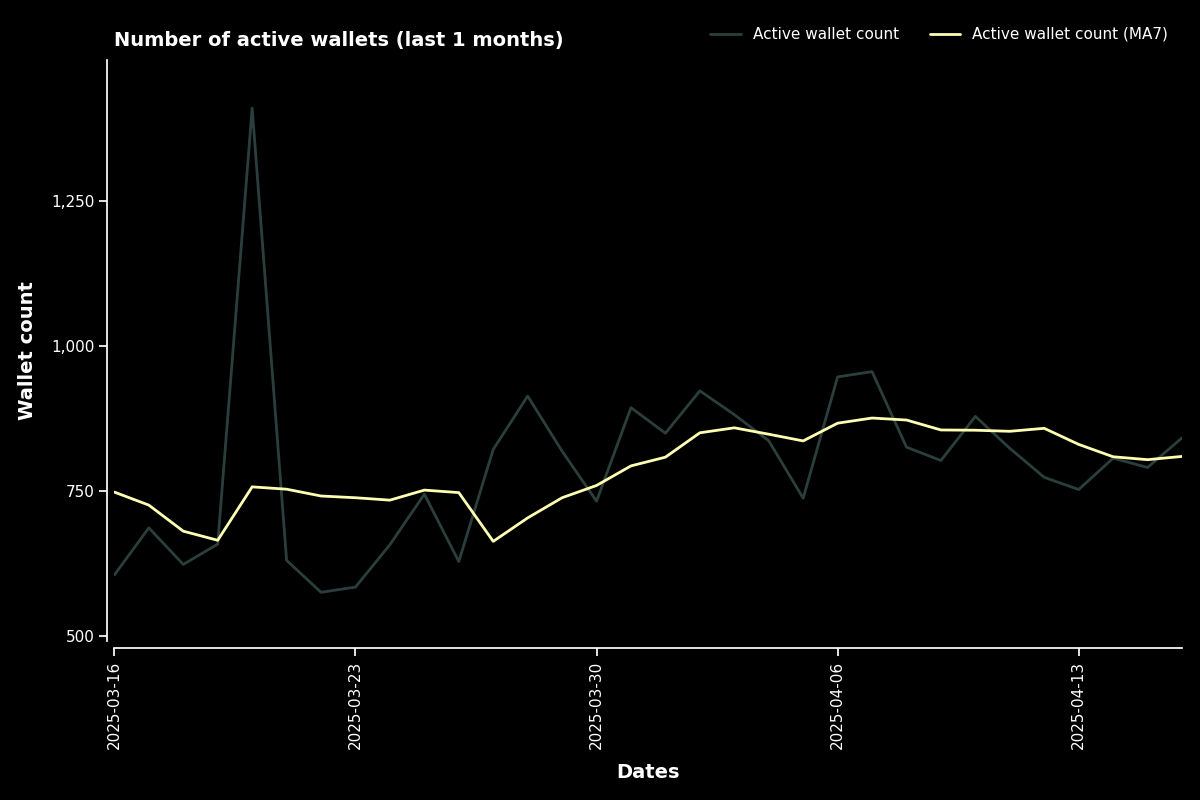 Number of active wallets (last 1 months)
Active wallet count
Active wallet count (MA7)
Wallet count
1,250
1,000
750
500
2025-03-16
2025-03-23
2025-03-30
2025-04-06
2025-04-13
Dates